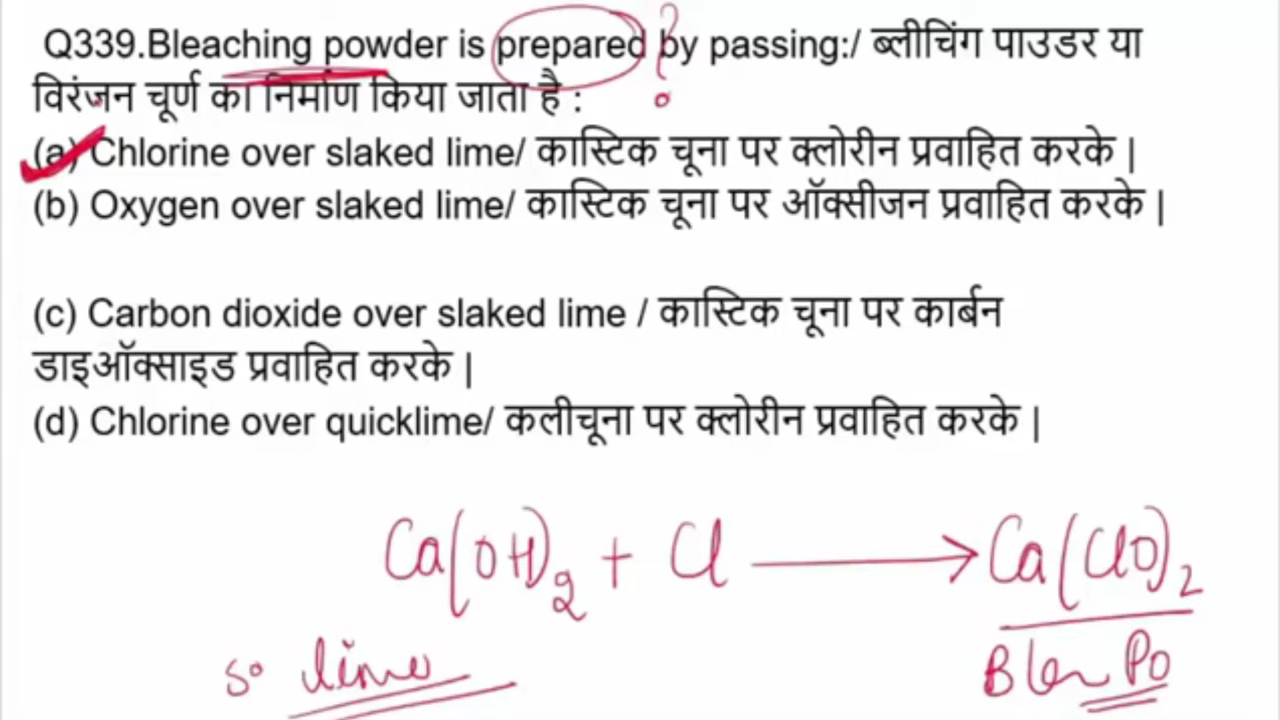 Q339.Bleaching powder is prepared by passing:/ ब्लीचिंग पाउडर या
विरंजन चूर्ण का निर्माण किया जाता है :
(a) Chlorine over slaked lime/ कास्टिक चूना पर क्लोरीन प्रवाहित करके |
(b) Oxygen over slaked lime/ कास्टिक चूना पर ऑक्सीजन प्रवाहित करके |
(c) Carbon dioxide over slaked lime / कास्टिक चूना पर कार्बन
डाइऑक्साइड प्रवाहित करके |
(d) Chlorine over quicklime/ कलीचूना पर क्लोरीन प्रवाहित करके |
?
Ca(OH)2 + Cl ⟶ Ca(ClO)2
lime Po